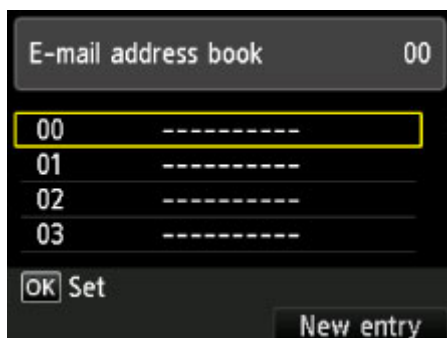 E-mail address book 00
00 ----------
01 ----------
02 ----------
03 ----------
OK Set
New entry